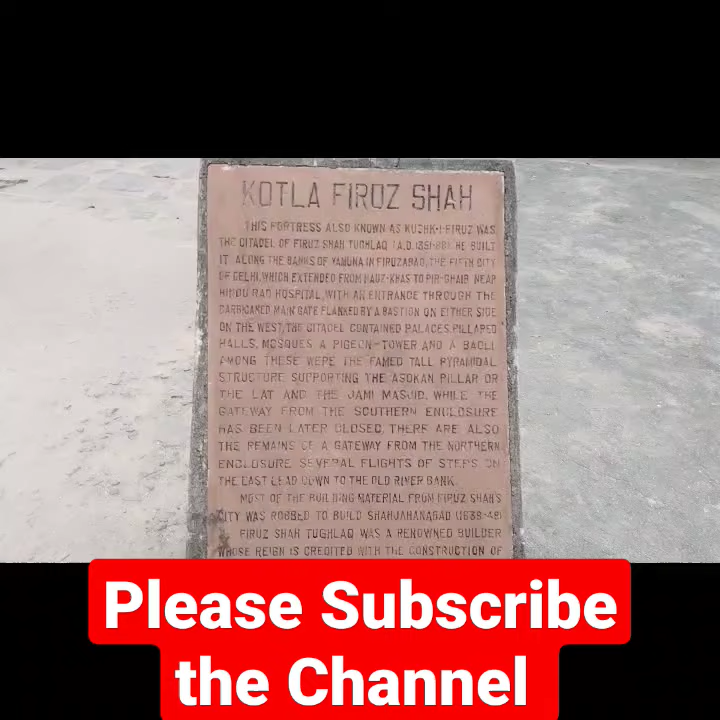 KOTLA FIROZ SHAH
THIS FORTRESS ALSO KNOWN AS KUSHK-I-FIRUZ WAS
THE CITADEL OF FIRUZ SHAH TUGHLAQ (A.D. 1351-88). HE BUILT
IT ALONG THE BANKS OF YAMUNA IN FIRUZABAD, THE FIFTH CITY
OF DELHI, WHICH EXTENDED FROM HAUZ-KHAS TO PIR-GHAIB NEAR
HINDU RAO HOSPITAL, WITH AN ENTRANCE THROUGH THE
BARBICANED MAIN GATE FLANKED BY A BASTION ON EITHER SIDE
ON THE WEST, THE CITADEL CONTAINED PALACES, PILLARED
HALLS, MOSQUES A PIGEON-TOWER AND A BAOLI
AMONG THESE WERE THE FAMED TALL PYRAMIDAL
STRUCTURE SUPPORTING THE ASOKAN PILLAR OR
THE LAT AND THE JAMI MASJID. WHILE THE
GATEWAY FROM THE SOUTHERN ENCLOSURE
HAS BEEN LATER CLOSED, THERE ARE ALSO
THE REMAINS OF A GATEWAY FROM THE NORTHERN
ENCLOSURE. SEVERAL FLIGHTS OF STEPS ON
THE EAST LEAD DOWN TO THE OLD RIVER BANK.
MOST OF THE BUILDING MATERIAL FROM FIRUZ SHAH'S
CITY WAS ROBBED TO BUILD SHAHJAHANABAD (1638-48)
FIRUZ SHAH TUGHLAQ WAS A RENOWNED BUILDER
WHOSE REIGN IS CREDITED WITH THE CONSTRUCTION OF
Please Subscribe
the Channel